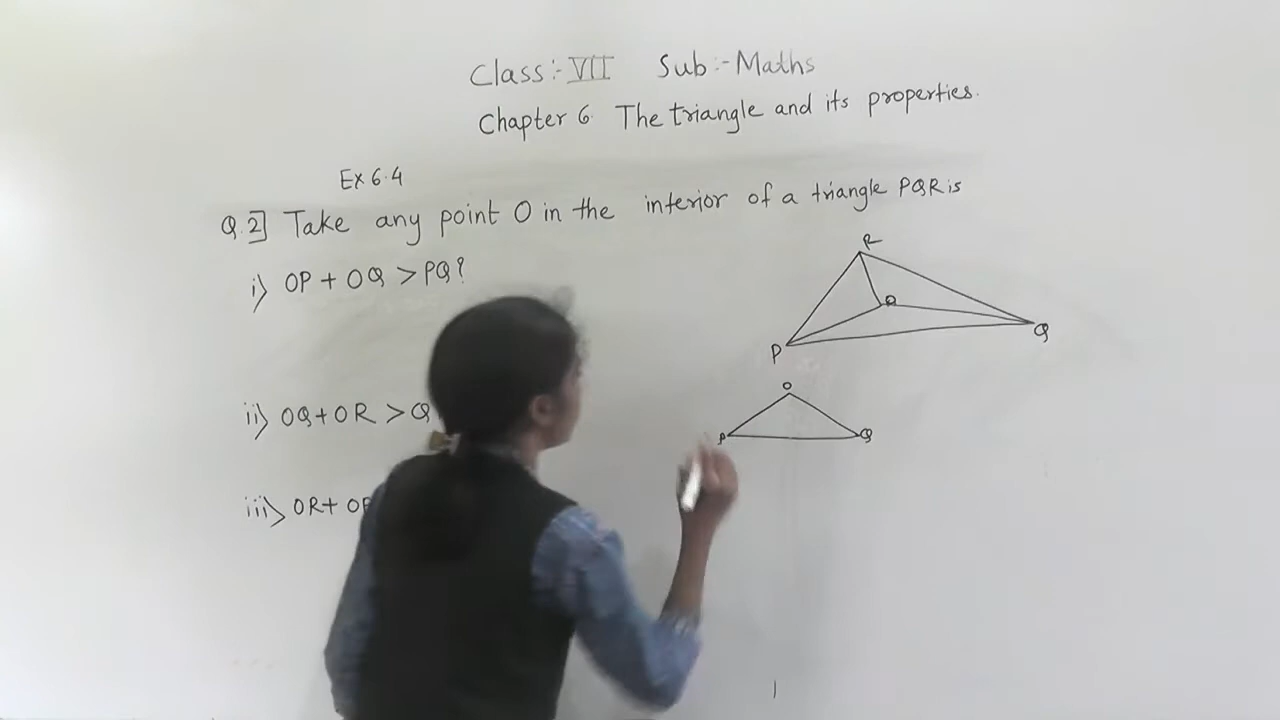 Class:- VII Sub:- Maths
Chapter 6 The triangle and its properties.
Ex 6.4
Q.2] Take any point O in the interior of a triangle PQR is
i) OP + OQ > PQ?
R
O
P
Q
ii) OQ + OR > Q
O
P
Q
iii) OR +